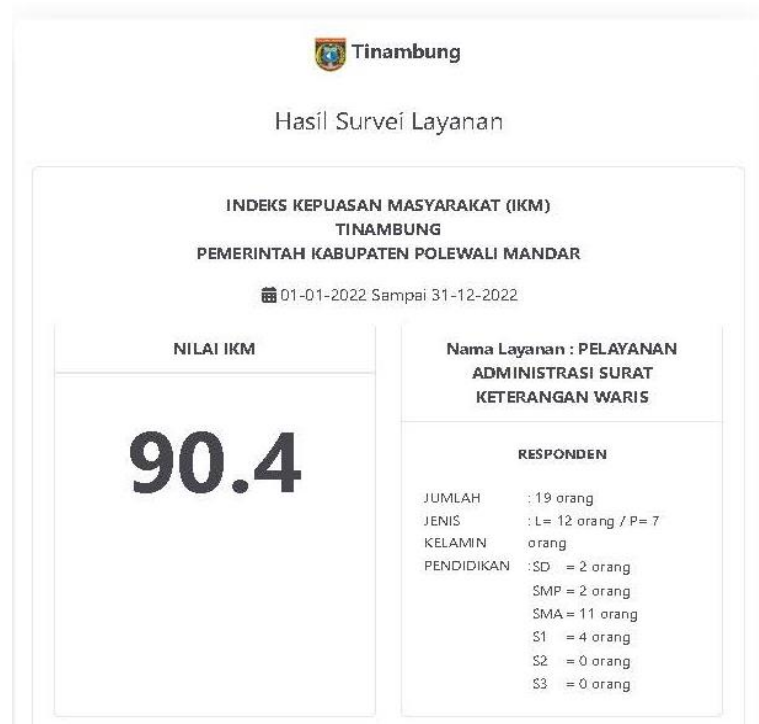 Tinambung
Hasil Survei Layanan
INDEKS KEPUASAN MASYARAKAT (IKM)
TINAMBUNG
PEMERINTAH KABUPATEN POLEWALI MANDAR
01-01-2022 Sampai 31-12-2022
NILAI IKM
90.4
Nama Layanan : PELAYANAN
ADMINISTRASI SURAT
KETERANGAN WARIS
RESPONDEN
JUMLAH : 19 orang
JENIS : L= 12 orang / P= 7
KELAMIN orang
PENDIDIKAN :SD = 2 orang
SMP = 2 orang
SMA = 11 orang
S1 = 4 orang
S2 = 0 orang
S3 = 0 orang